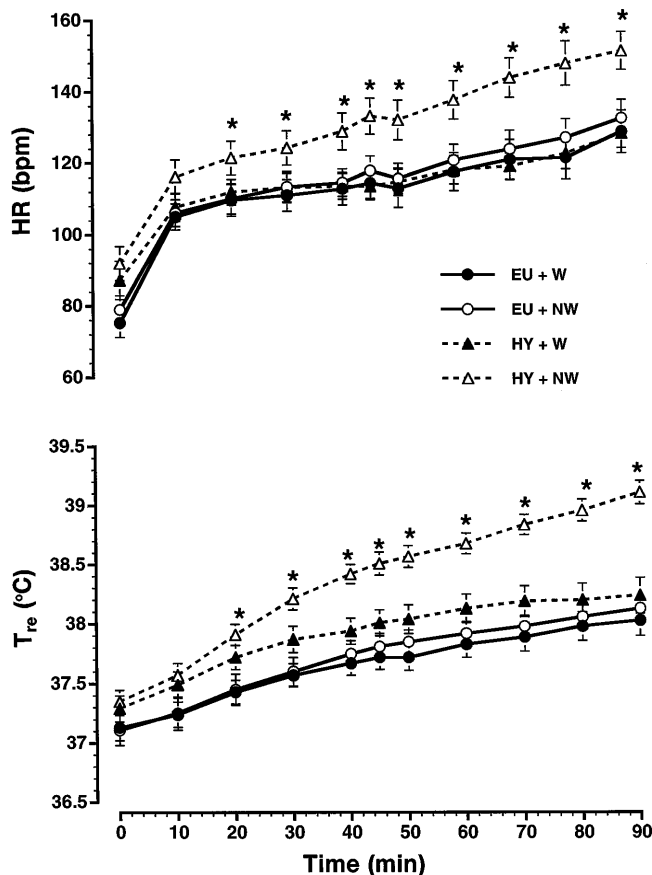 160
140
120
100
80
60
HR (bpm)
* * * * * * * * *
EU + W
EU + NW
HY + W
HY + NW
39.5
39
38.5
38
37.5
37
36.5
Tre (°C)
* * * * * * * * *
0 10 20 30 40 50 60 70 80 90
Time (min)